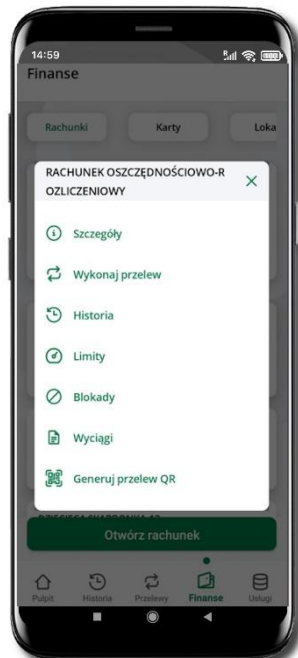 14:59
Finanse
Rachunki Karty Loka
RACHUNEK OSZCZĘDNOŚCIOWO-R
OZLICZENIOWY
Szczegóły
Wykonaj przelew
Historia
Limity
Blokady
Wyciągi
Generuj przelew QR
Otwórz rachunek
Pulpit Historia Przelewy Finanse Usługi